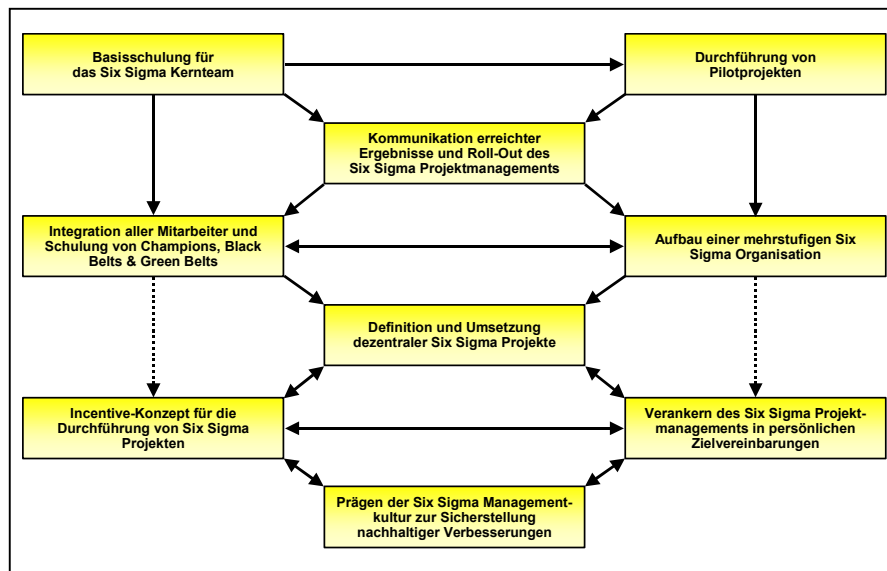 Basisschulung für
das Six Sigma Kernteam
Durchführung von
Pilotprojekten
Kommunikation erreichter
Ergebnisse und Roll-Out des
Six Sigma Projektmanagements
Integration aller Mitarbeiter und
Schulung von Champions, Black
Belts & Green Belts
Aufbau einer mehrstufigen Six
Sigma Organisation
Definition und Umsetzung
dezentraler Six Sigma Projekte
Incentive-Konzept für die
Durchführung von Six Sigma
Projekten
Verankern des Six Sigma Projekt-
managements in persönlichen
Zielvereinbarungen
Prägen der Six Sigma Management-
kultur zur Sicherstellung
nachhaltiger Verbesserungen